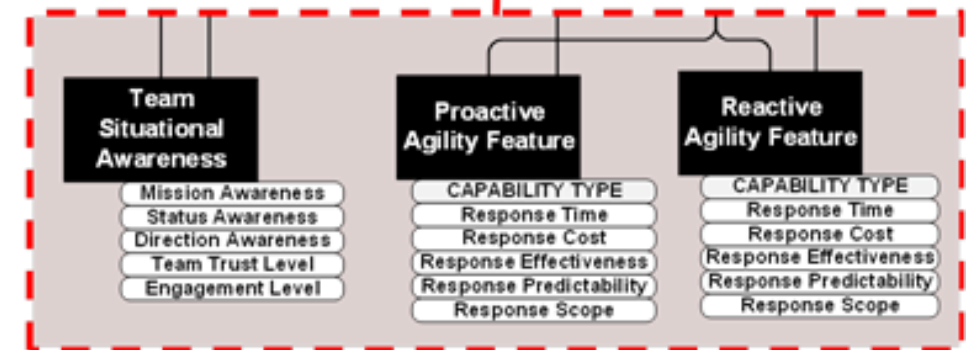 Team
Situational
Awareness
Mission Awareness
Status Awareness
Direction Awareness
Team Trust Level
Engagement Level
Proactive
Agility Feature
CAPABILITY TYPE
Response Time
Response Cost
Response Effectiveness
Response Predictability
Response Scope
Reactive
Agility Feature
CAPABILITY TYPE
Response Time
Response Cost
Response Effectiveness
Response Predictability
Response Scope